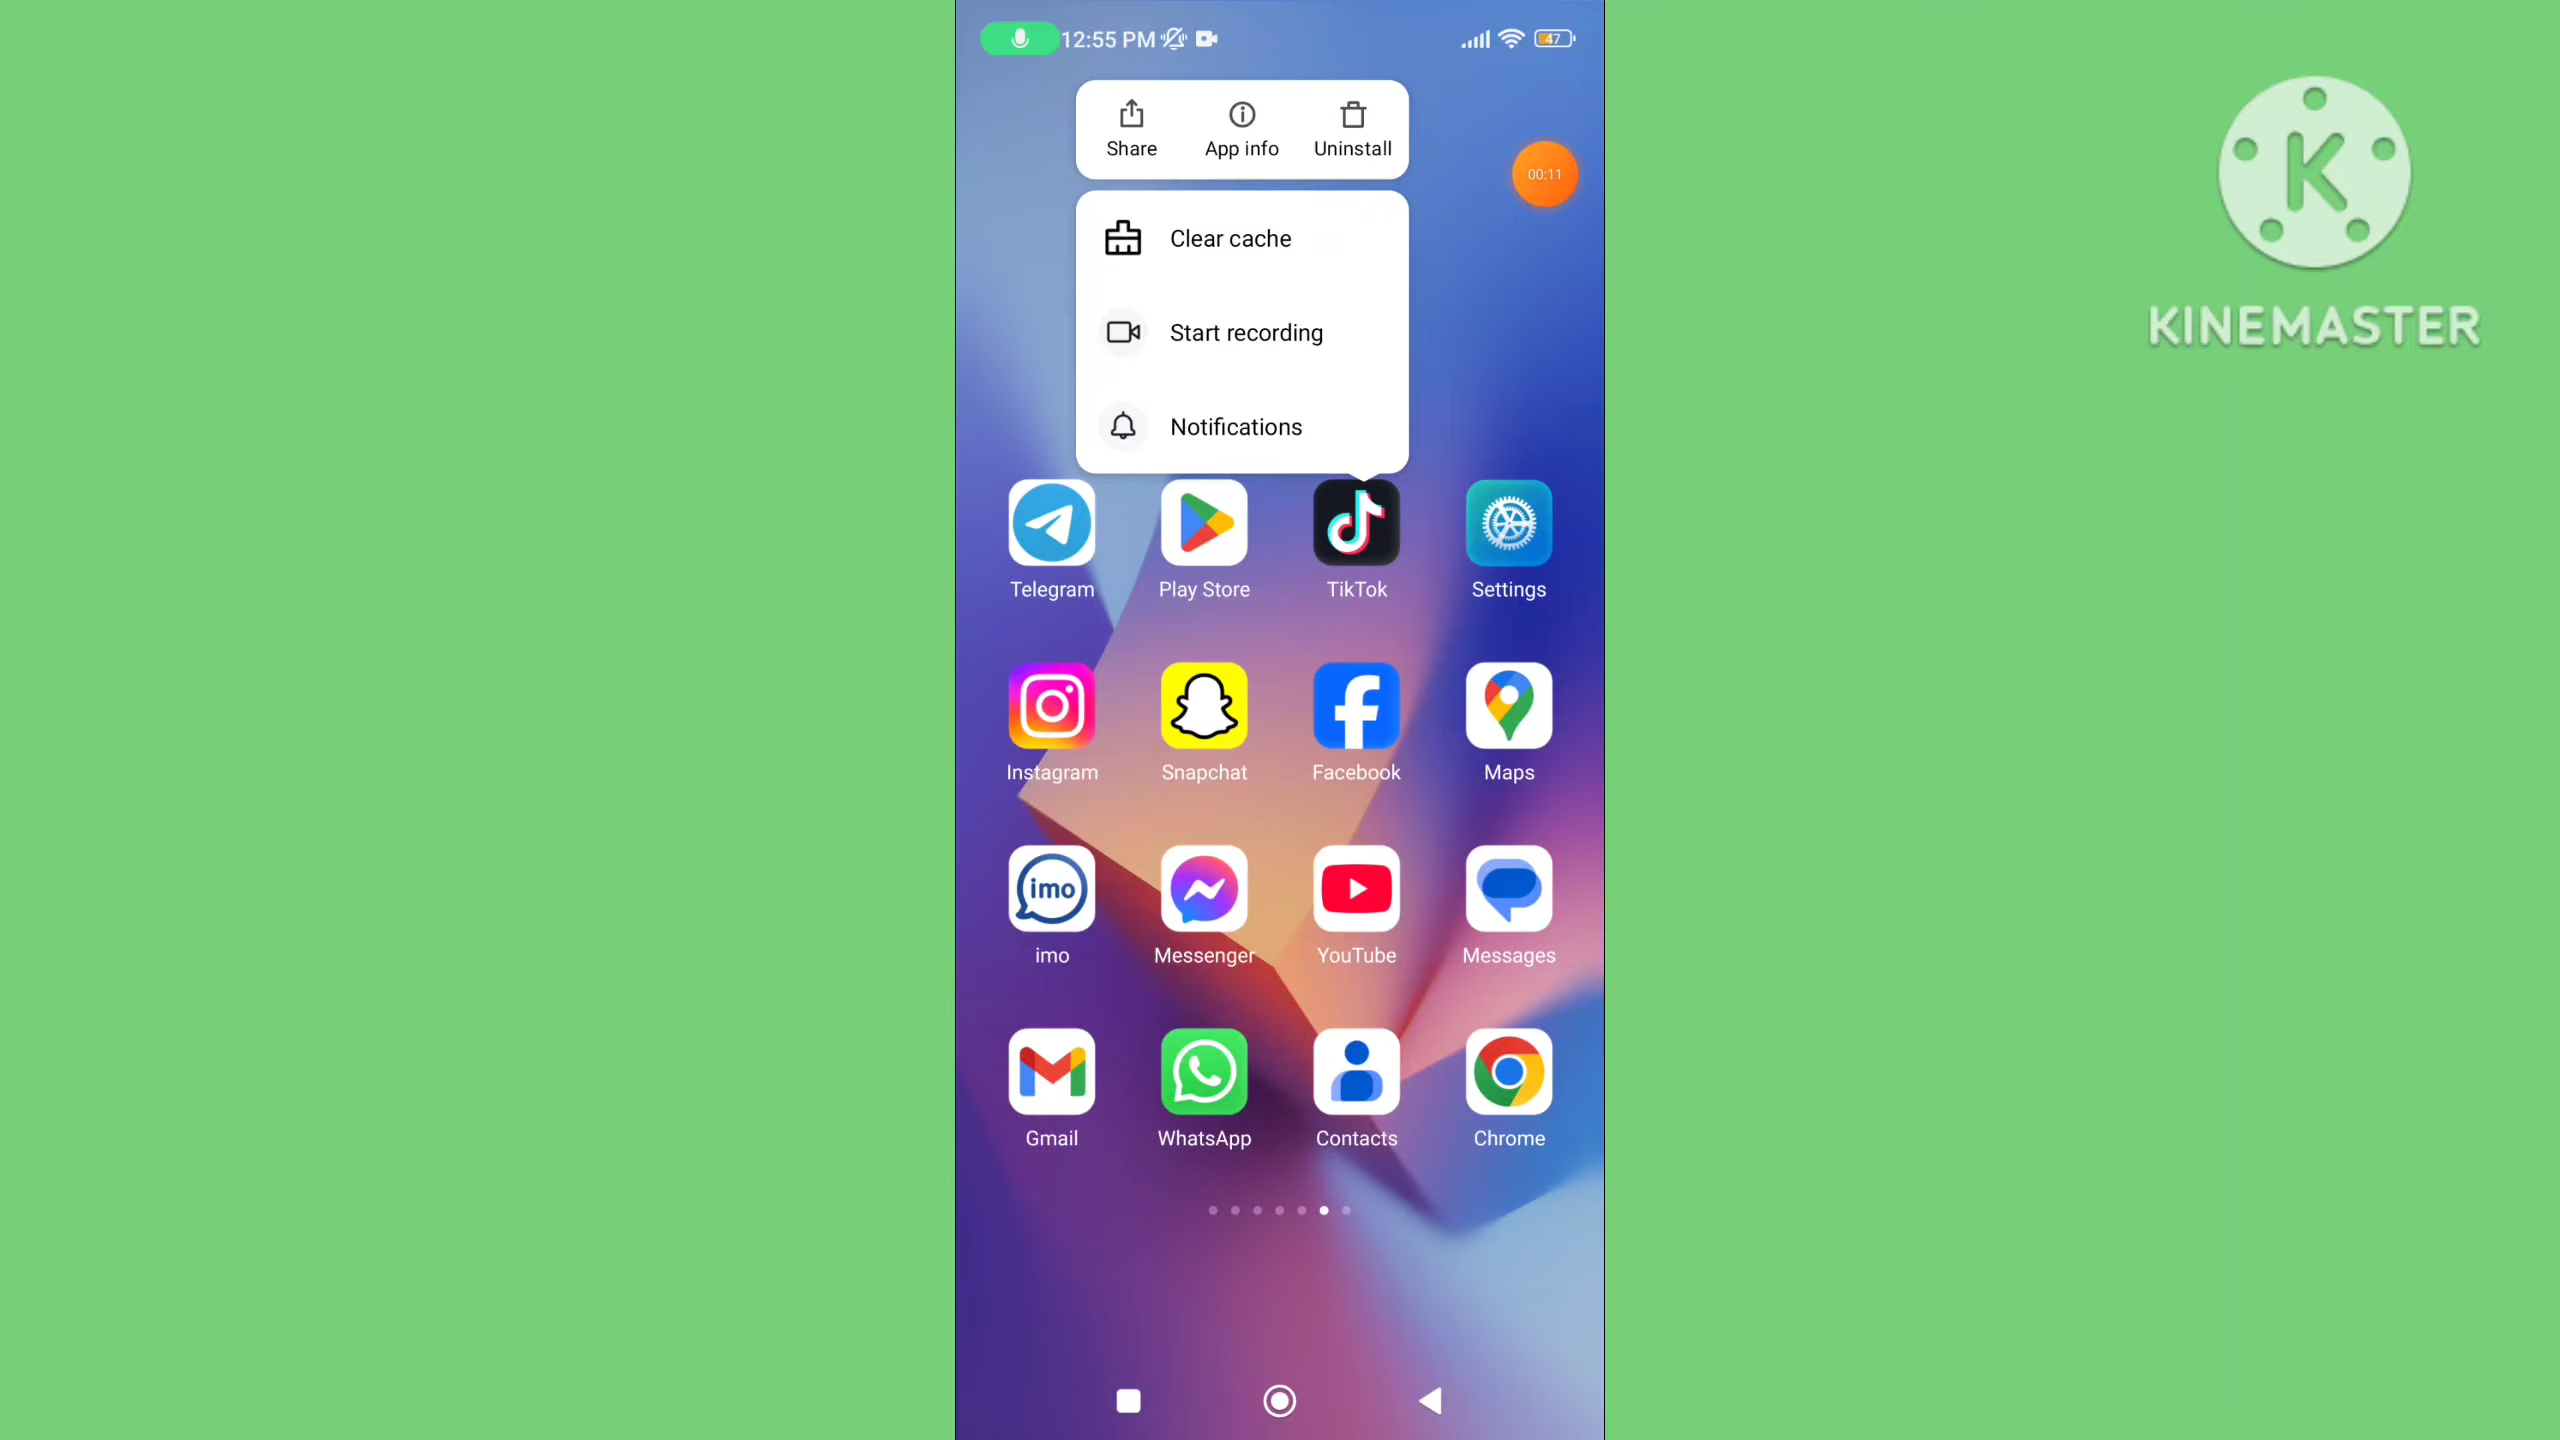 12:55 PM
47
Share App info Uninstall
00:11
Clear cache
Start recording
Notifications
Telegram Play Store TikTok Settings
Instagram Snapchat Facebook Maps
imo
imo Messenger YouTube Messages
Gmail WhatsApp Contacts Chrome
K
KINEMASTER